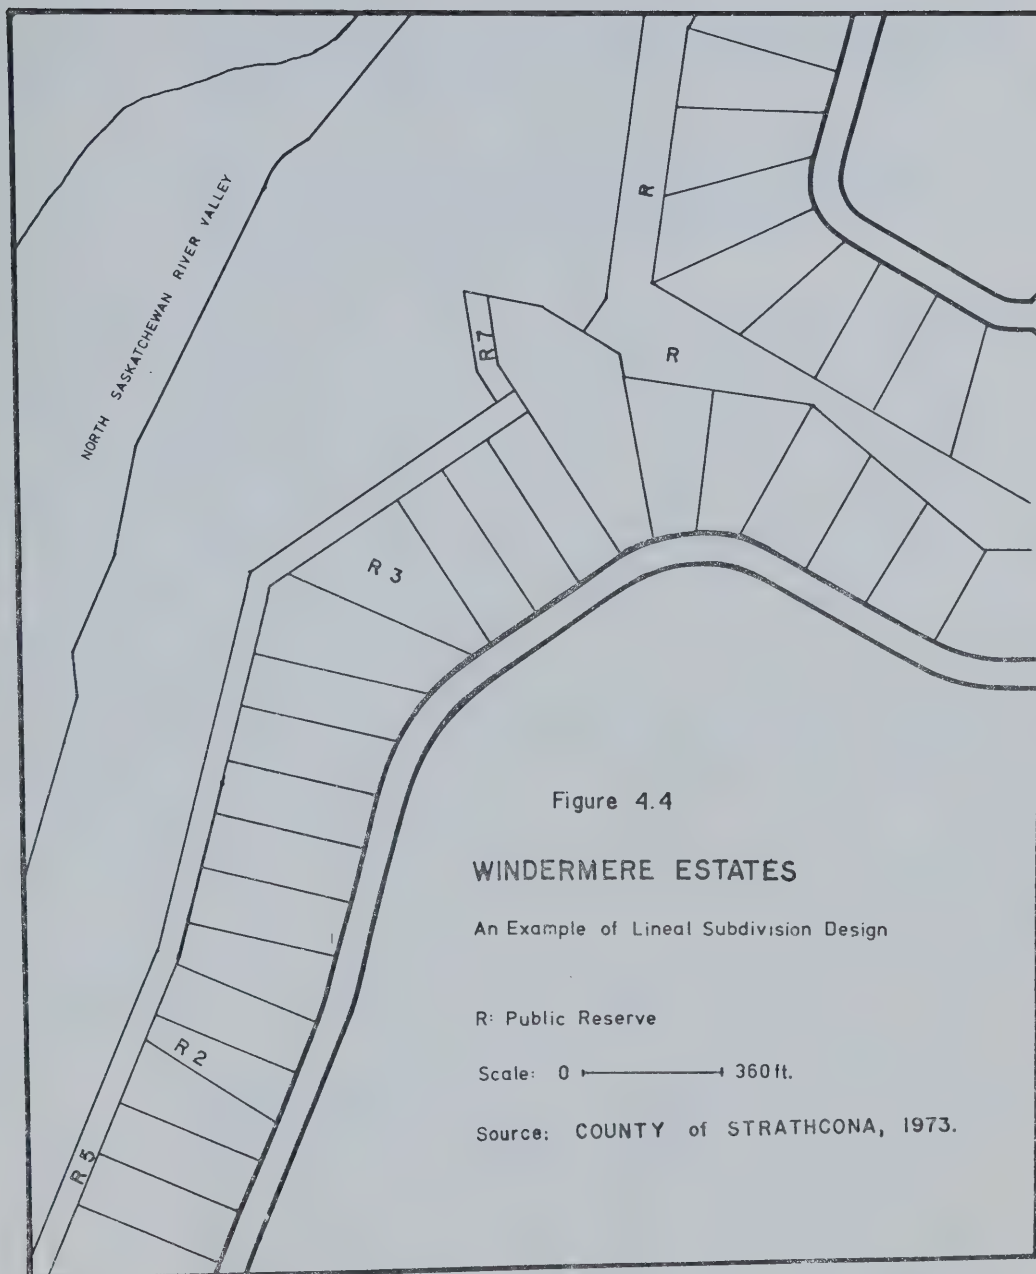 NORTH SASKATCHEWAN RIVER VALLEY
R
R
R 7
R 3
R 2
R 5
Figure 4.4
WINDERMERE ESTATES
An Example of Lineal Subdivision Design
R: Public Reserve
Scale: 0 360 ft.
Source: COUNTY of STRATHCONA, 1973.